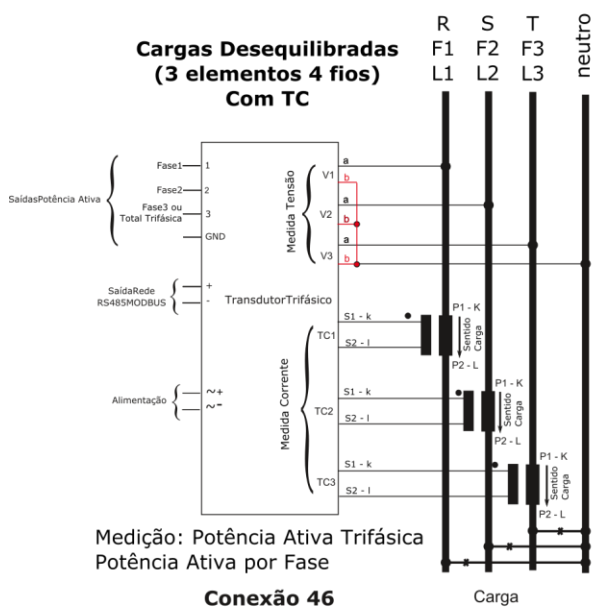 Cargas Desequilibradas
(3 elementos 4 fios)
Com TC
R S T
F1 F2 F3
L1 L2 L3
neutro
SaídasPotência Ativa
Fase1
1
Fase2
2
Fase3 ou
Total Trifásica
3
GND
SaídaRede
RS485MODBUS
+
-
Alimentação
~+
~-
TransdutorTrifásico
Medida Tensão
a
V1
b
a
V2
b
a
V3
b
Medida Corrente
S1 - k
TC1
S2 - l
S1 - k
TC2
S2 - l
S1 - k
TC3
S2 - l
P1 - K
Sentido
Carga
P2 - L
P1 - K
Sentido
Carga
P2 - L
P1 - K
Sentido
Carga
P2 - L
Medição: Potência Ativa Trifásica
Potência Ativa por Fase
Conexão 46
Carga